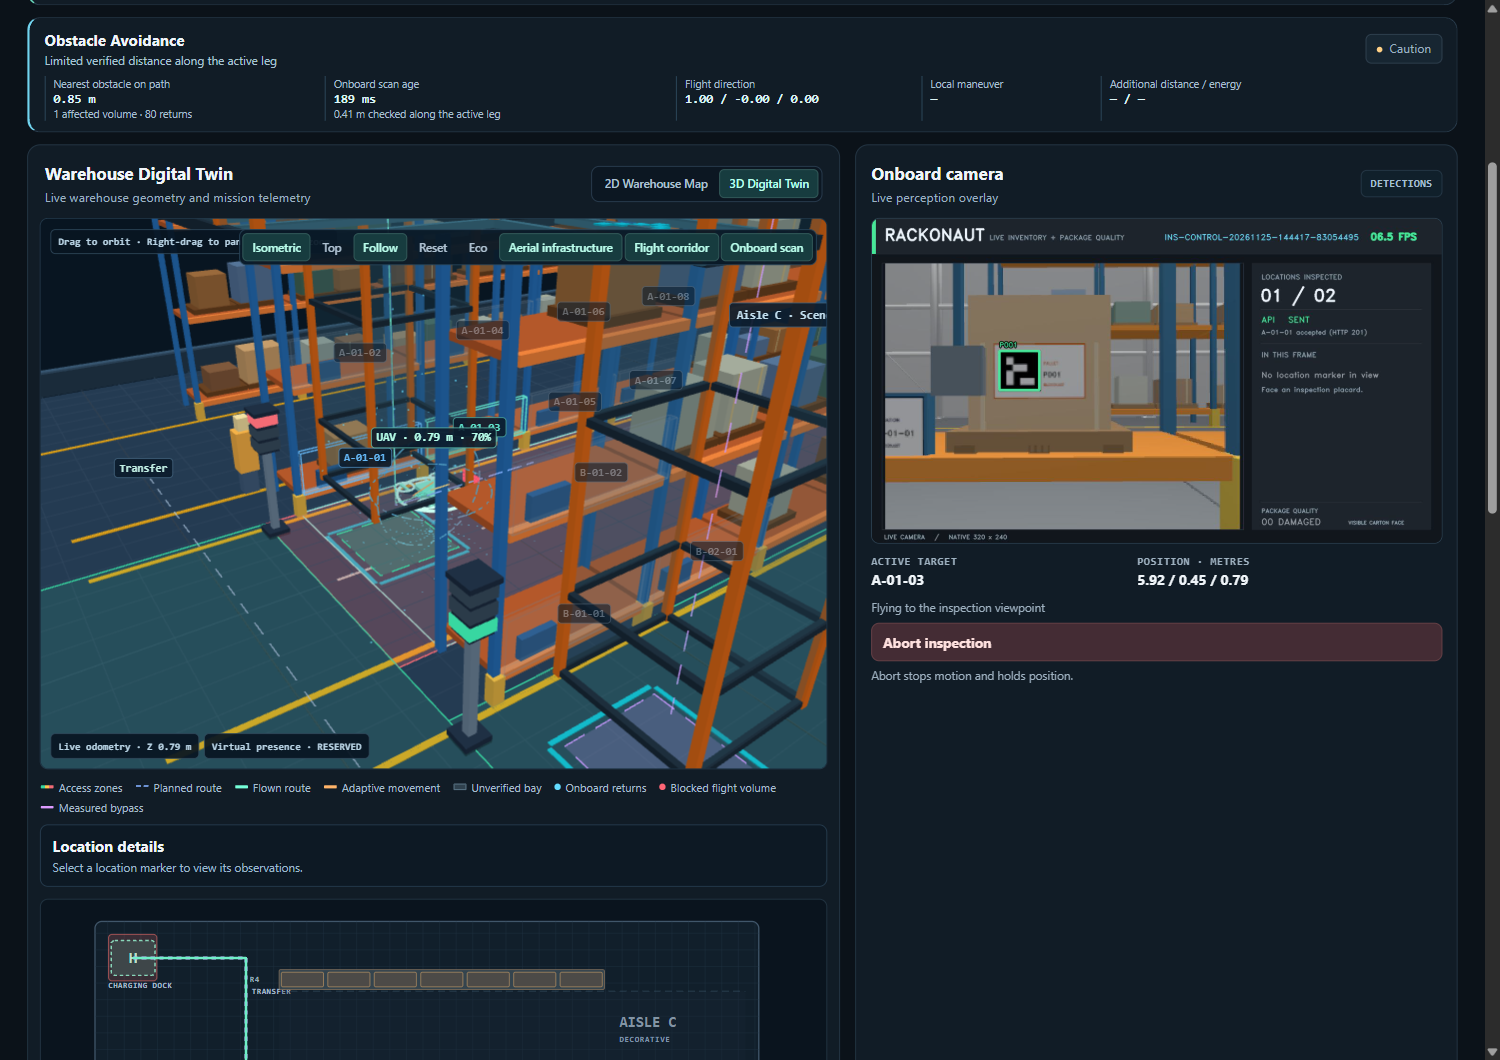 Obstacle Avoidance
Limited verified distance along the active leg
Caution
Nearest obstacle on path
0.85 m
1 affected volume · 80 returns
Onboard scan age
189 ms
0.41 m checked along the active leg
Flight direction
1.00 / -0.00 / 0.00
Local maneuver
—
Additional distance / energy
— / —
Warehouse Digital Twin
Live warehouse geometry and mission telemetry
2D Warehouse Map
3D Digital Twin
Drag to orbit · Right-drag to pan
Isometric
Top
Follow
Reset
Eco
Aerial infrastructure
Flight corridor
Onboard scan
A-01-08
A-01-06
Aisle C · Scen
A-01-04
A-01-02
A-01-07
A-01-05
A-01-03
UAV · 0.79 m · 70%
A-01-01
Transfer
B-01-02
B-02-01
B-01-01
Live odometry · Z 0.79 m
Virtual presence · RESERVED
Access zones
Planned route
Flown route
Adaptive movement
Unverified bay
Onboard returns
Blocked flight volume
Measured bypass
Location details
Select a location marker to view its observations.
H
CHARGING DOCK
R4
TRANSFER
AISLE C
DECORATIVE
Onboard camera
Live perception overlay
DETECTIONS
RACKONAUT
LIVE INVENTORY + PACKAGE QUALITY
INS-CONTROL-20261125-144417-83054495
06.5 FPS
P001
P001
-01-01
LOCATIONS INSPECTED
01 / 02
API SENT
A-01-01 accepted (HTTP 201)
IN THIS FRAME
No location marker in view
Face an inspection placard.
PACKAGE QUALITY
00 DAMAGED
VISIBLE CARTON FACE
LIVE CAMERA / NATIVE 320 x 240
ACTIVE TARGET
A-01-03
POSITION · METRES
5.92 / 0.45 / 0.79
Flying to the inspection viewpoint
Abort inspection
Abort stops motion and holds position.